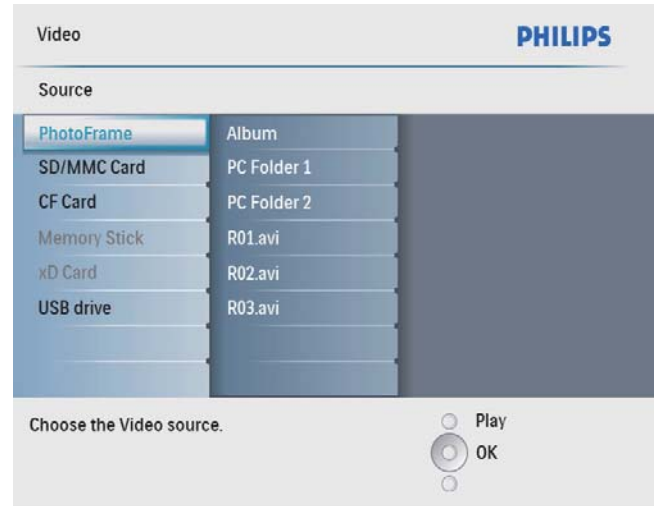 Video
PHILIPS
Source
PhotoFrame
Album
SD/MMC Card
PC Folder 1
CF Card
PC Folder 2
Memory Stick
R01.avi
xD Card
R02.avi
USB drive
R03.avi
Choose the Video source.
Play
OK